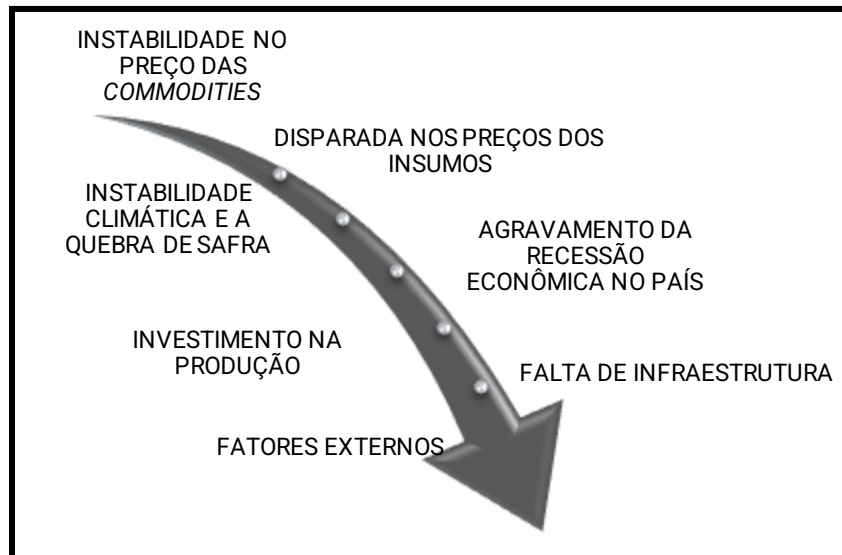 INSTABILIDADE NO
PREÇO DAS
COMMODITIES
DISPARADA NOS PREÇOS DOS
INSUMOS
INSTABILIDADE
CLIMÁTICA E A
QUEBRA DE SAFRA
AGRAVAMENTO DA
RECESSÃO
ECONÔMICA NO PAÍS
INVESTIMENTO NA
PRODUÇÃO
FALTA DE INFRAESTRUTURA
FATORES EXTERNOS